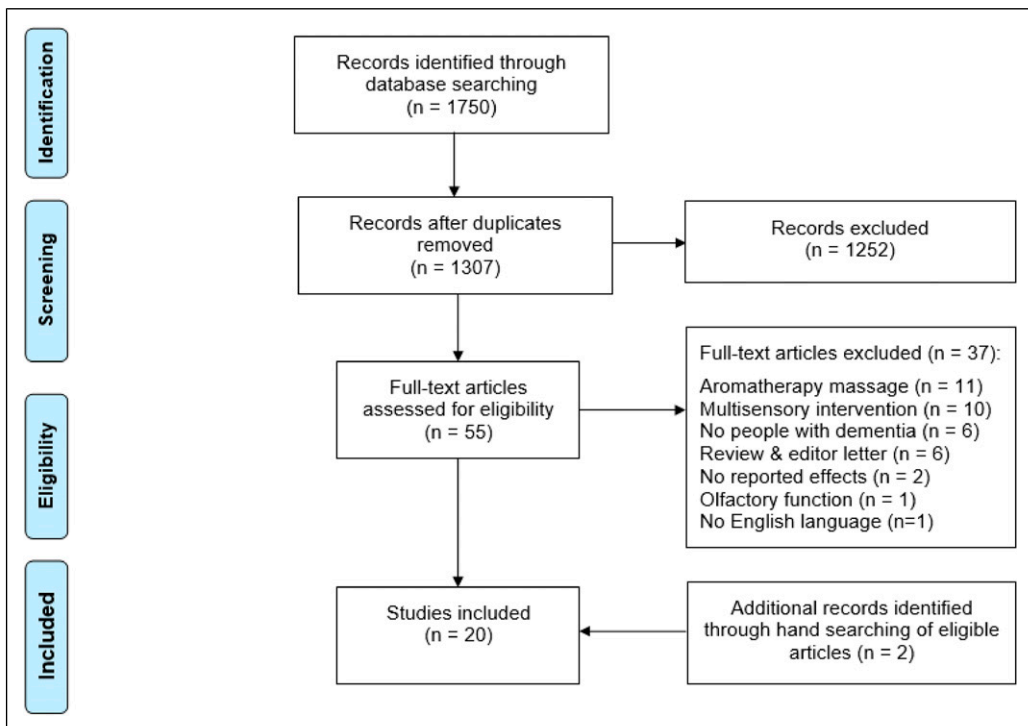 Identification
Records identified through
database searching
(n = 1750)
Screening
Records after duplicates
removed
(n = 1307)
Records excluded
(n = 1252)
Eligibility
Full-text articles
assessed for eligibility
(n = 55)
Full-text articles excluded (n = 37):
Aromatherapy massage (n = 11)
Multisensory intervention (n = 10)
No people with dementia (n = 6)
Review & editor letter (n = 6)
No reported effects (n = 2)
Olfactory function (n = 1)
No English language (n=1)
Included
Studies included
(n = 20)
Additional records identified
through hand searching of eligible
articles (n = 2)